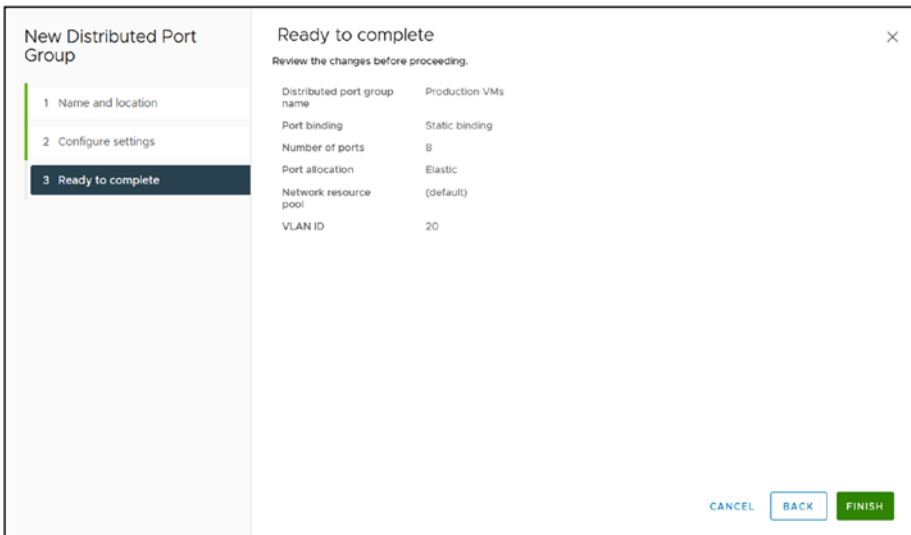 New Distributed Port
Group
1 Name and location
2 Configure settings
3 Ready to complete
Ready to complete
Review the changes before proceeding.
Distributed port group
name
Production VMs
Port binding
Static binding
Number of ports
8
Port allocation
Elastic
Network resource
pool
(default)
VLAN ID
20
CANCEL
BACK
FINISH